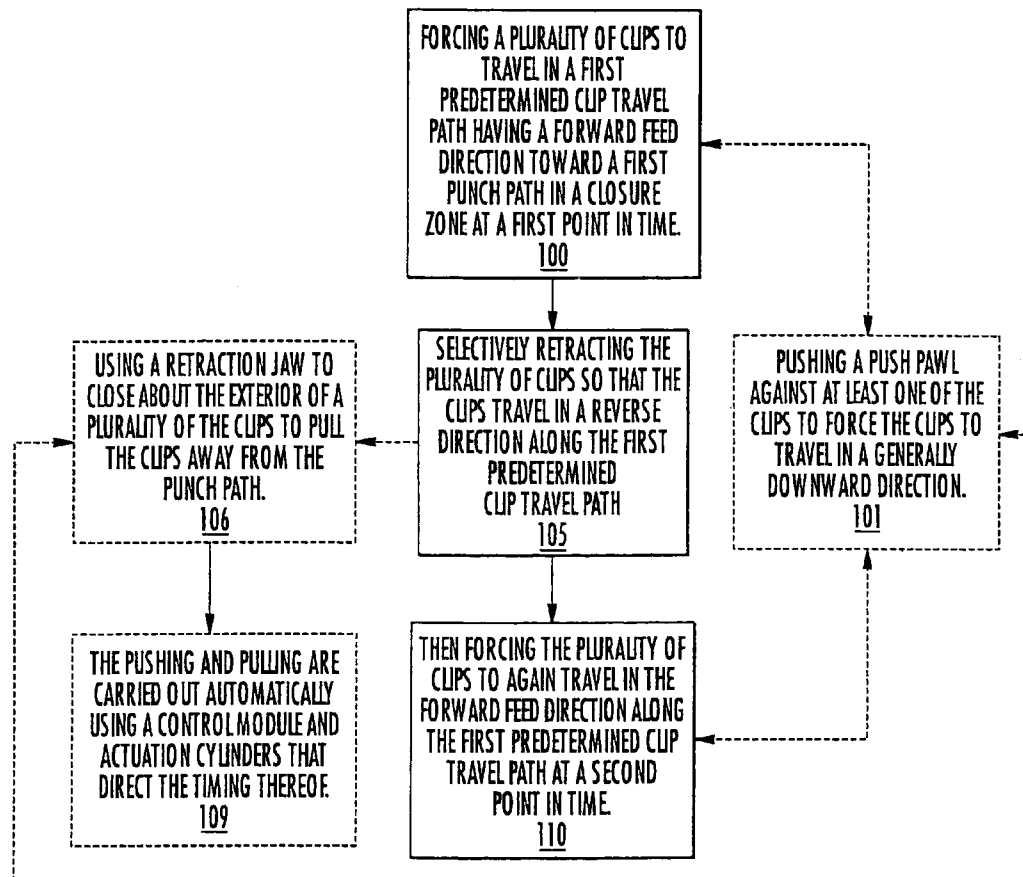 FORCING A PLURALITY OF CLIPS TO
TRAVEL IN A FIRST
PREDETERMINED CLIP TRAVEL
PATH HAVING A FORWARD FEED
DIRECTION TOWARD A FIRST
PUNCH PATH IN A CLOSURE
ZONE AT A FIRST POINT IN TIME.
100
USING A RETRACTION JAW TO
CLOSE ABOUT THE EXTERIOR OF A
PLURALITY OF THE CLIPS TO PULL
THE CLIPS AWAY FROM THE
PUNCH PATH.
106
SELECTIVELY RETRACTING THE
PLURALITY OF CLIPS SO THAT THE
CLIPS TRAVEL IN A REVERSE
DIRECTION ALONG THE FIRST
PREDETERMINED
CLIP TRAVEL PATH
105
PUSHING A PUSH PAWL
AGAINST AT LEAST ONE OF THE
CLIPS TO FORCE THE CLIPS TO
TRAVEL IN A GENERALLY
DOWNWARD DIRECTION.
101
THE PUSHING AND PULLING ARE
CARRIED OUT AUTOMATICALLY
USING A CONTROL MODULE AND
ACTUATION CYLINDERS THAT
DIRECT THE TIMING THEREOF.
109
THEN FORCING THE PLURALITY OF
CLIPS TO AGAIN TRAVEL IN THE
FORWARD FEED DIRECTION ALONG
THE FIRST PREDETERMINED CLIP
TRAVEL PATH AT A SECOND
POINT IN TIME.
110